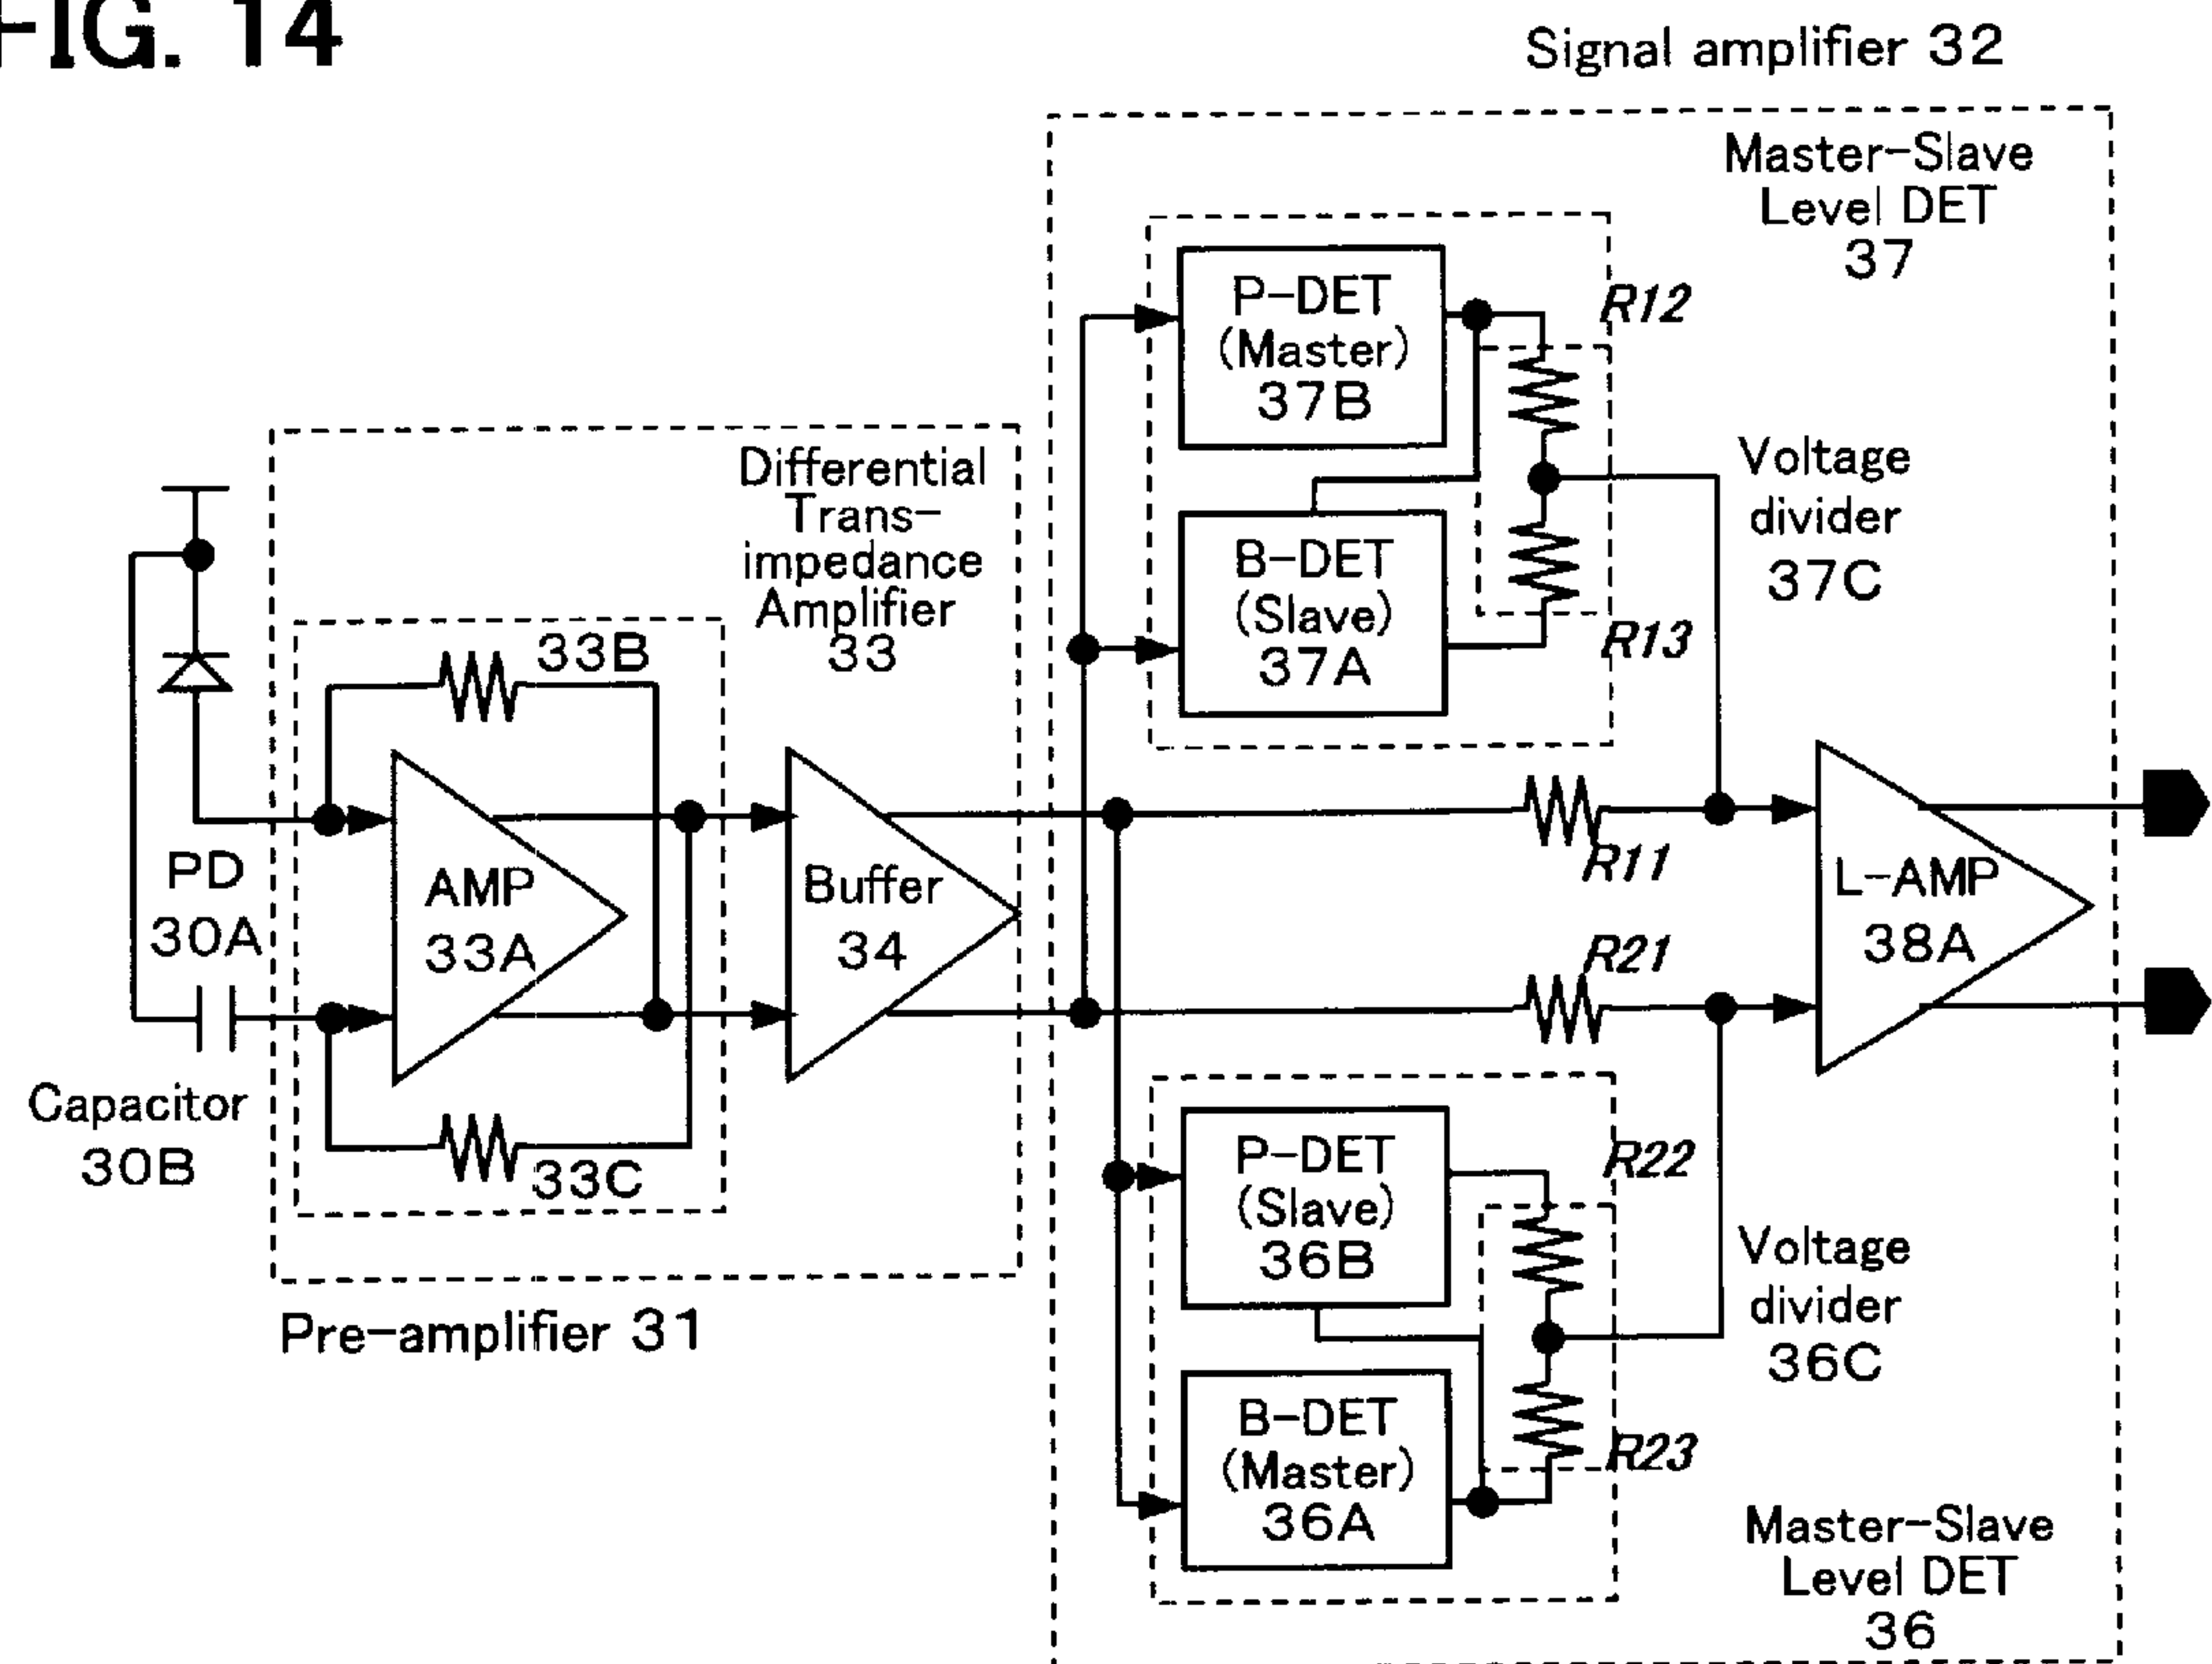 FIG. 14
Signal amplifier 32
Master-Slave
Level DET
37
P-DET
(Master)
37B
R12
Voltage
divider
37C
B-DET
(Slave)
37A
R13
Differential
Trans-
impedance
Amplifier
33
33B
PD
30A
AMP
33A
Buffer
34
R11
L-AMP
38A
R21
Capacitor
30B
33C
Pre-amplifier 31
P-DET
(Slave)
36B
R22
Voltage
divider
36C
B-DET
(Master)
36A
R23
Master-Slave
Level DET
36